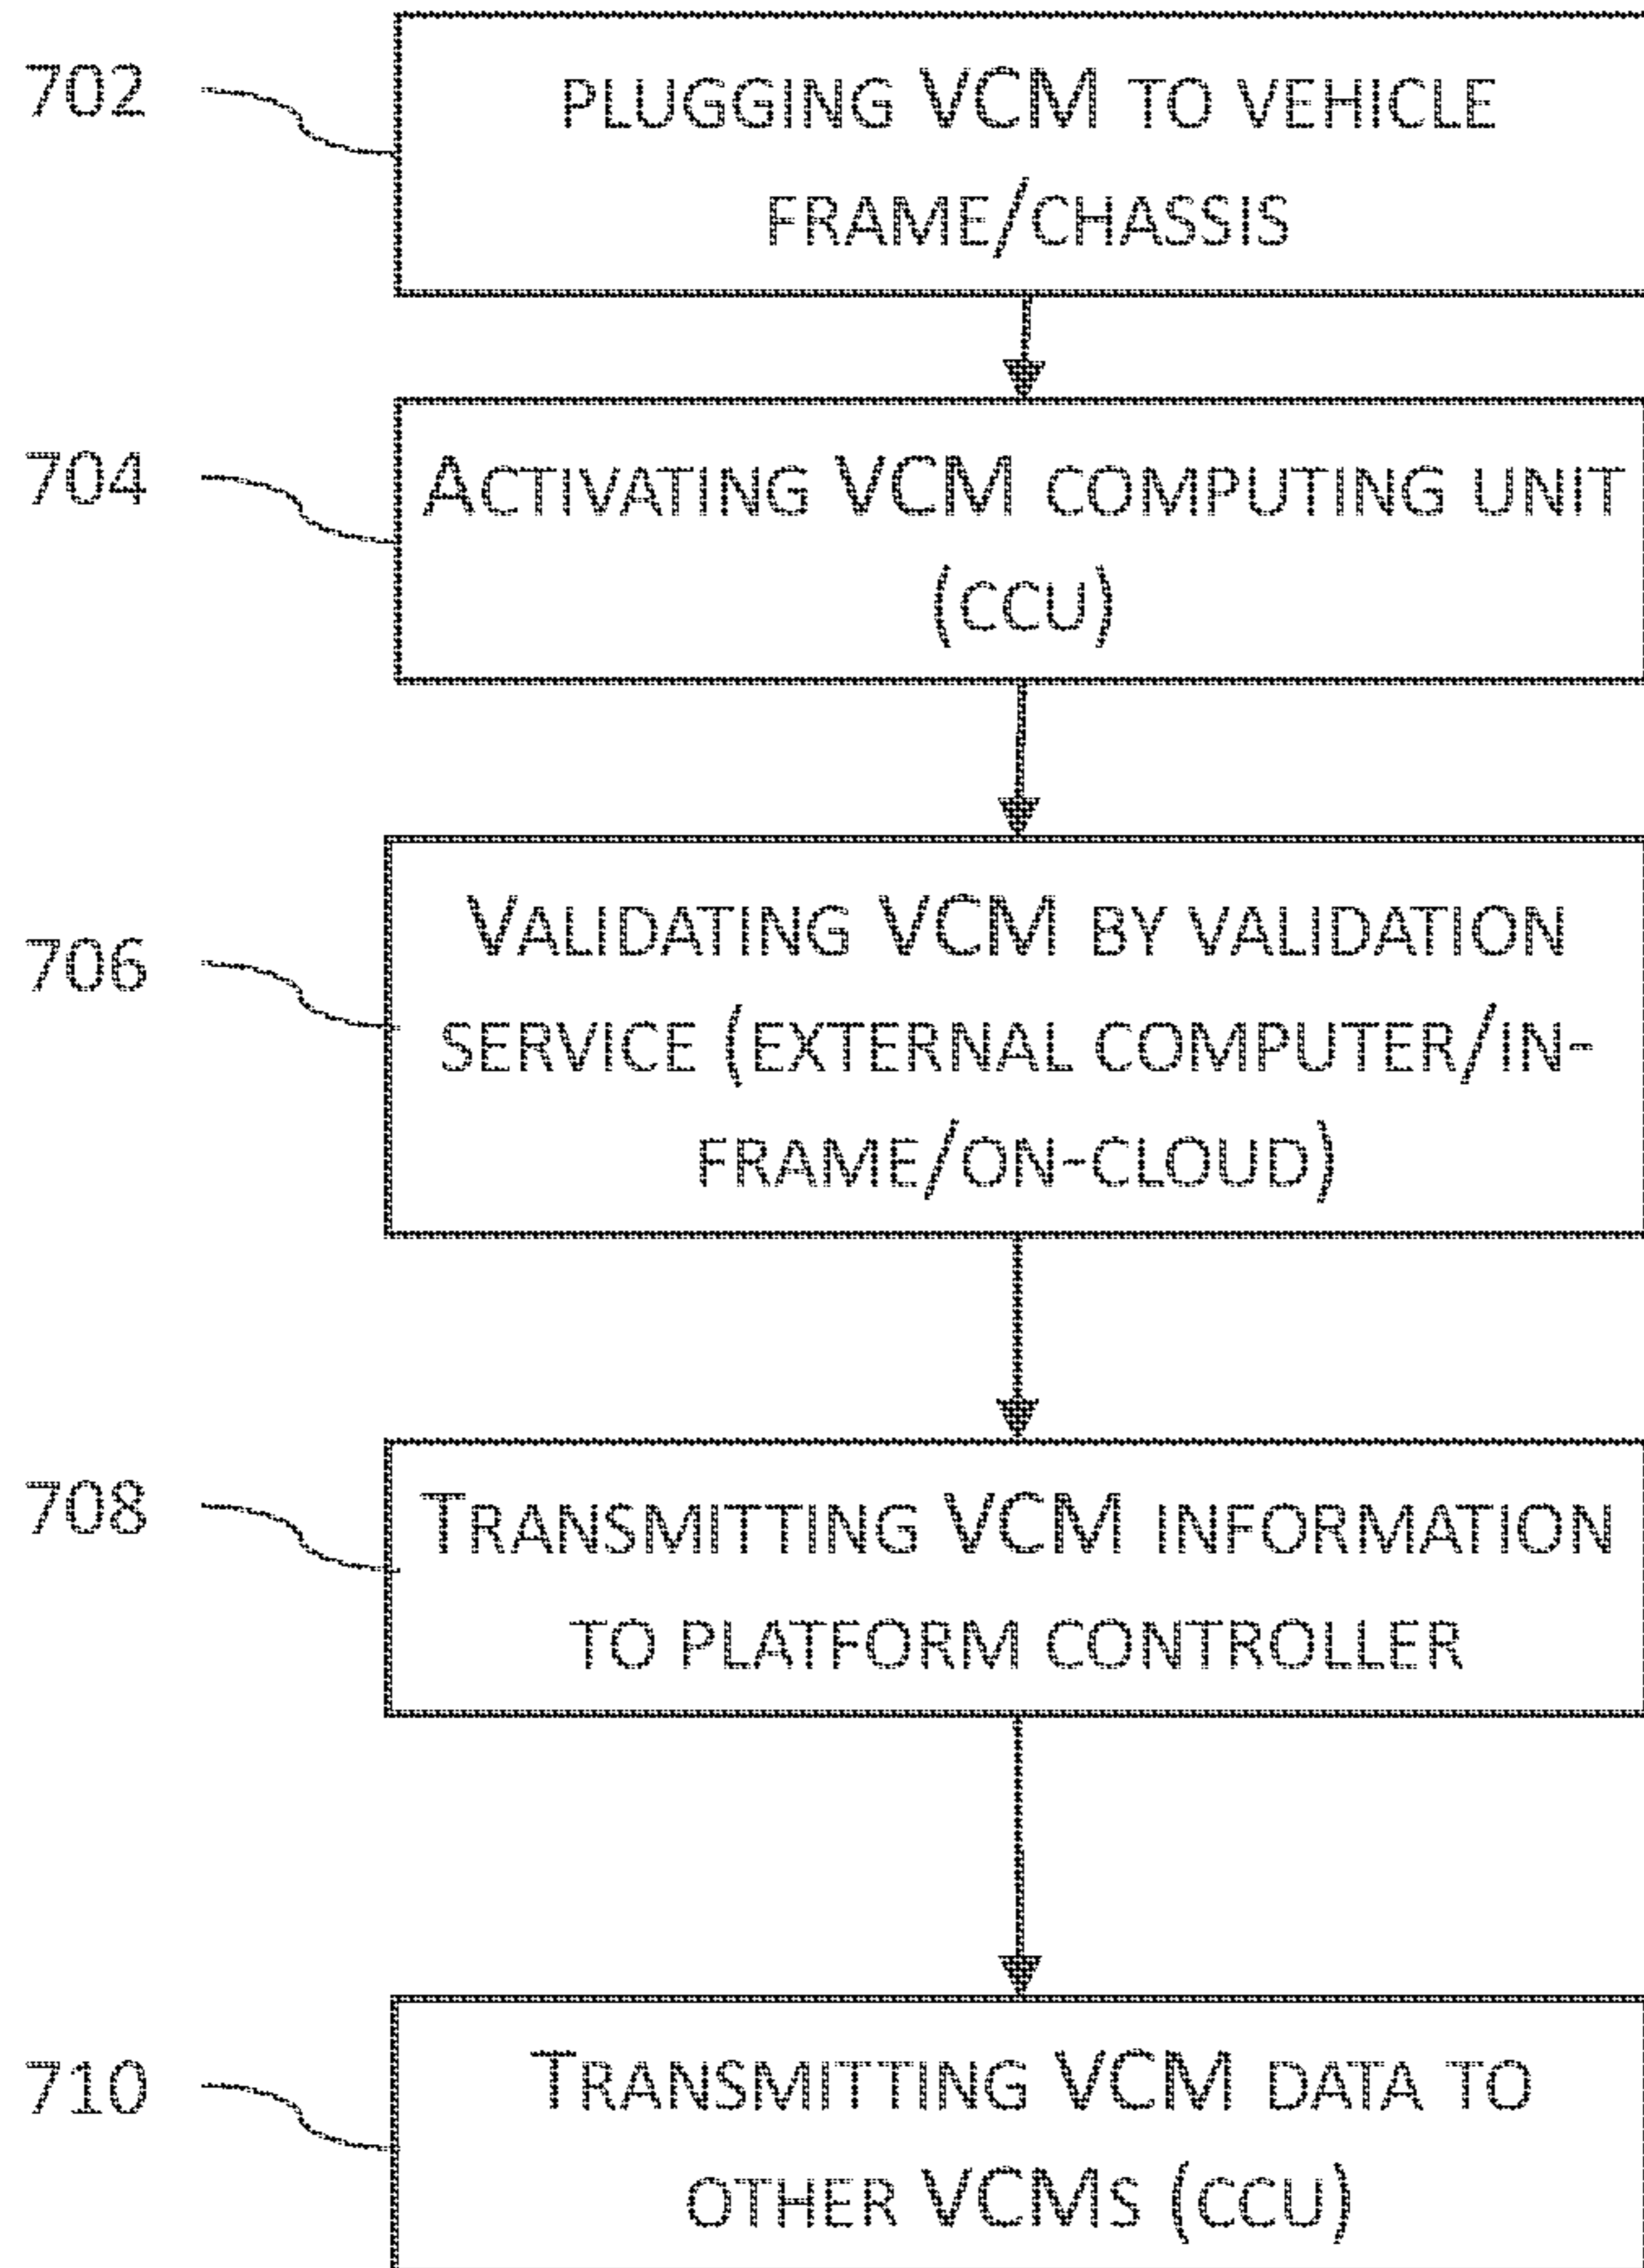 702
PLUGGING VCM TO VEHICLE
FRAME/CHASSIS
704
ACTIVATING VCM COMPUTING UNIT
(CCU)
706
VALIDATING VCM BY VALIDATION
SERVICE (EXTERNAL COMPUTER/IN-
FRAME/ON-CLOUD)
708
TRANSMITTING VCM INFORMATION
TO PLATFORM CONTROLLER
710
TRANSMITTING VCM DATA TO
OTHER VCMS (CCU)